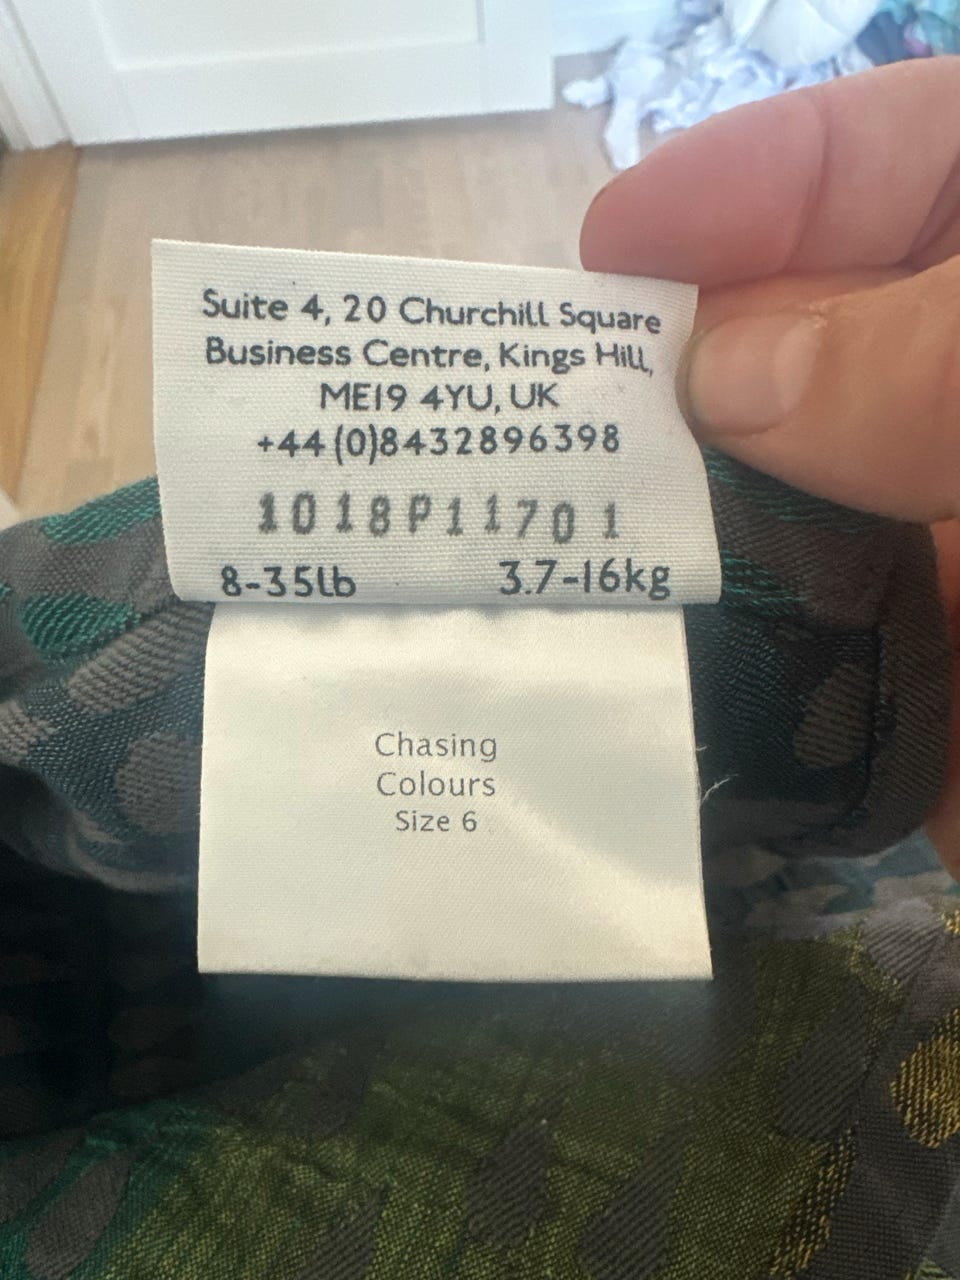 Suite 4, 20 Churchill Square
Business Centre, Kings Hill,
ME19 4YU, UK
+44 (0)8432896398
1018P11701
8-35lb 3.7-16kg
Chasing
Colours
Size 6